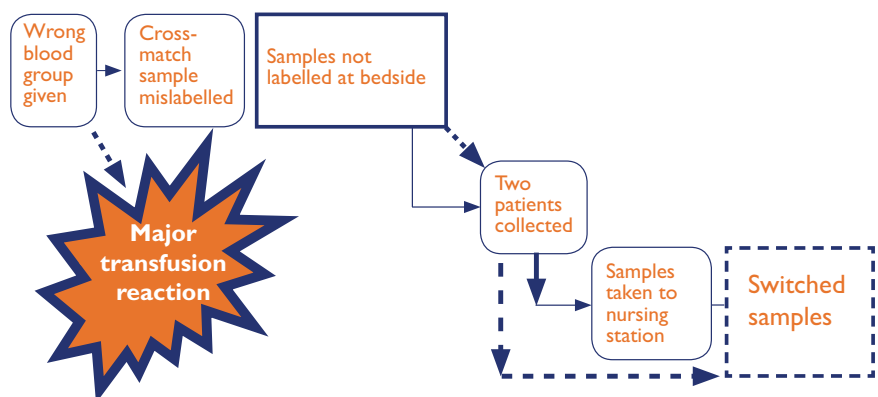 Wrong
blood
group
given
Cross-
match
sample
mislabelled
Samples not
labelled at bedside
Major
transfusion
reaction
Two
patients
collected
Samples
taken to
nursing
station
Switched
samples